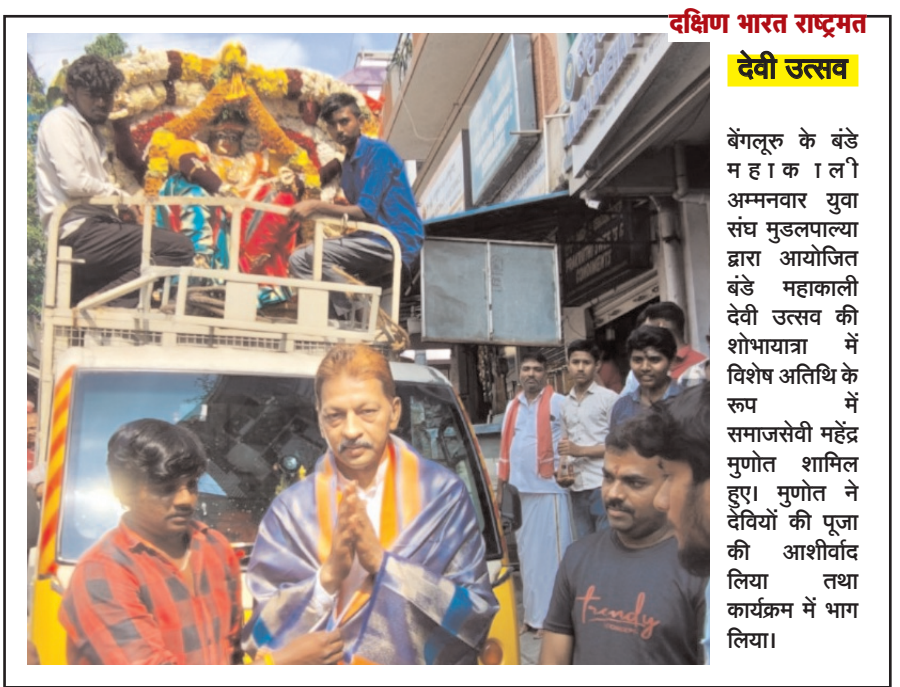 दक्षिण भारत राष्ट्रमत
देवी उत्सव
बेंगलूरु के बंडे
महाकाली
अम्मनवार युवा
संघ मुडलपाल्या
द्वारा आयोजित
बंडे महाकाली
देवी उत्सव की
शोभायात्रा में
विशेष अतिथि के
रूप में
समाजसेवी महेंद्र
मुणोत शामिल
हुए। मुणोत ने
देवियों की पूजा
की आशीर्वाद
लिया तथा
कार्यक्रम में भाग
लिया।
trendy